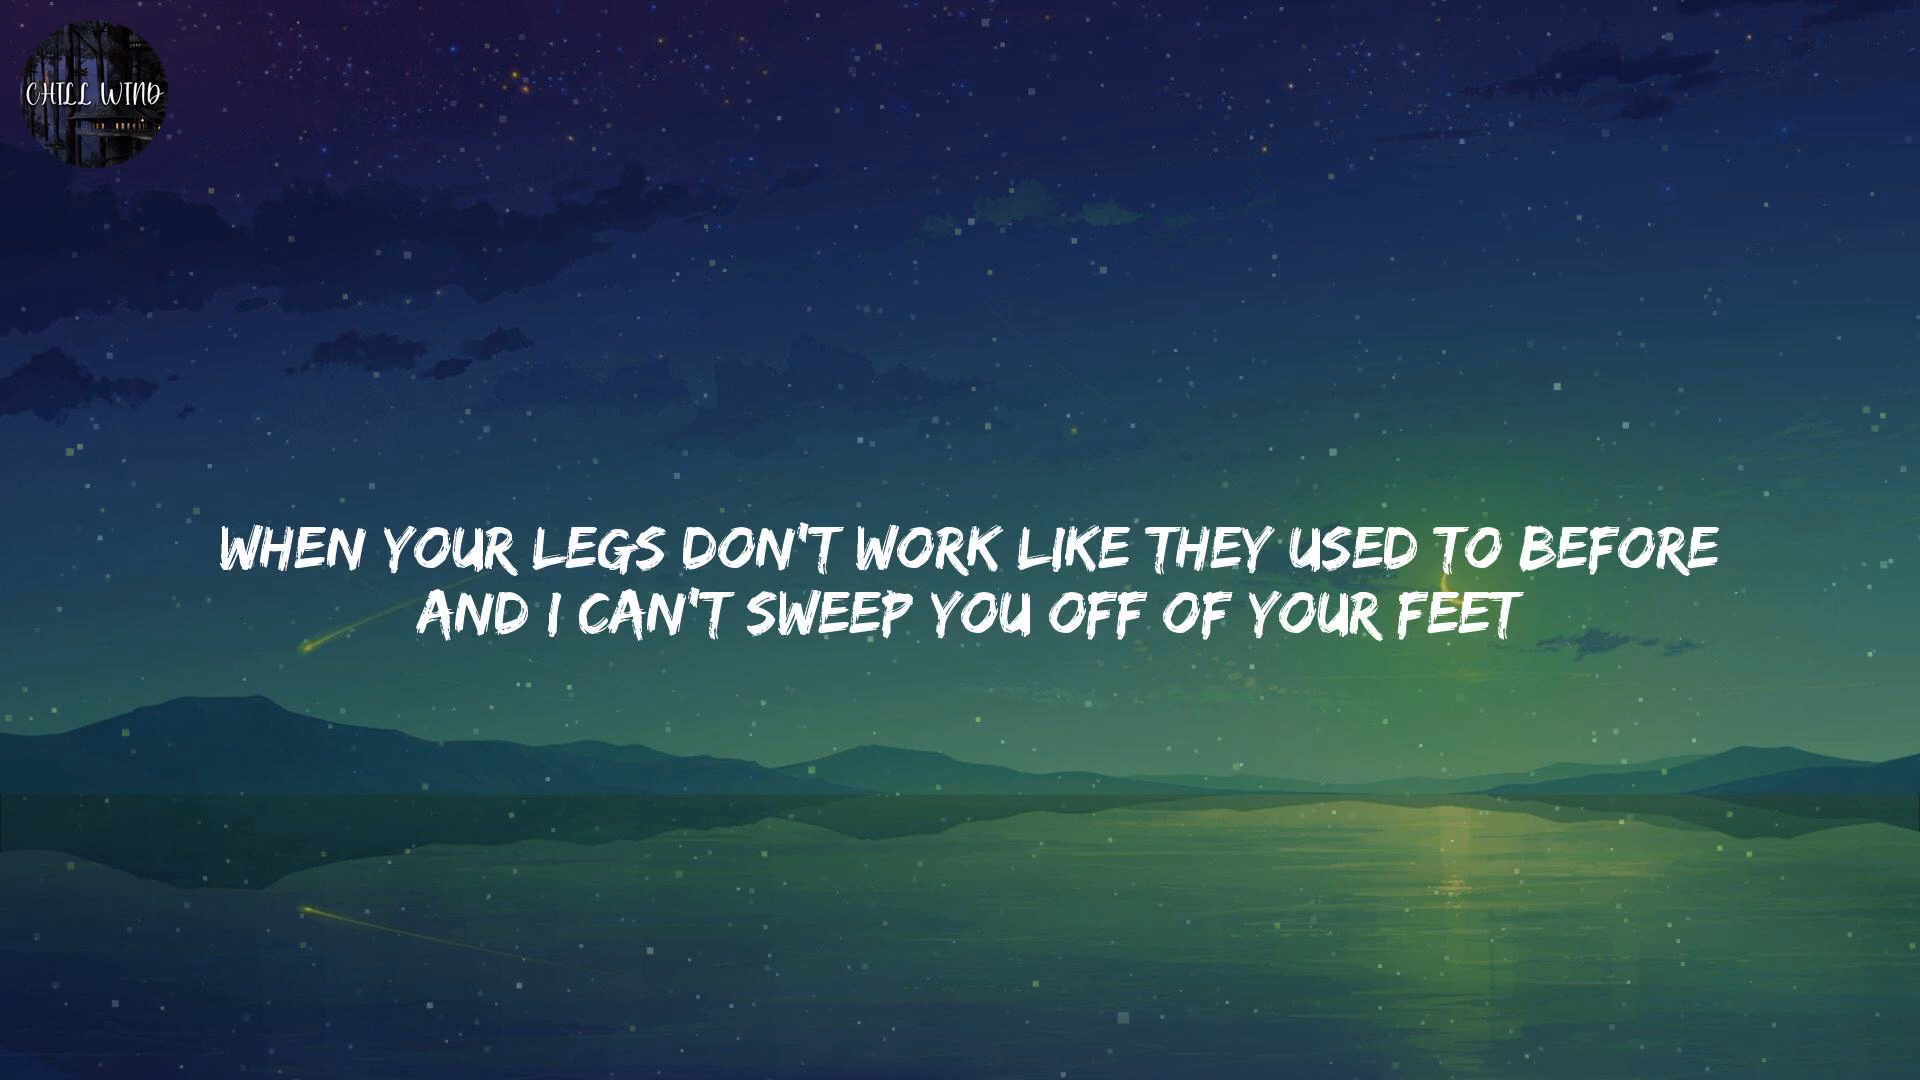 CHILL WIND
WHEN YOUR LEGS DON'T WORK LIKE THEY USED TO BEFORE
AND I CAN'T SWEEP YOU OFF OF YOUR FEET